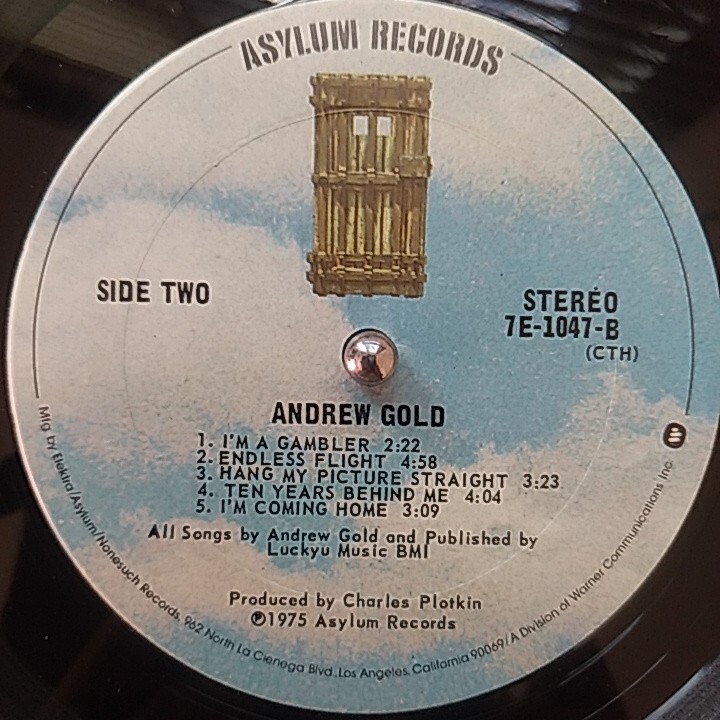 ASYLUM RECORDS
SIDE TWO
STEREO
7E-1047-B
(CTH)
ANDREW GOLD
1. I'M A GAMBLER 2:22
2. ENDLESS FLIGHT 4:58
3. HANG MY PICTURE STRAIGHT 3:23
4. TEN YEARS BEHIND ME 4:04
5. I'M COMING HOME 3:09
All Songs by Andrew Gold and Published by
Luckyu Music BMI
Produced by Charles Plotkin
℗1975 Asylum Records
Mfg. by Elektra/Asylum/Nonesuch Records, 962 North La Cienega Blvd., Los Angeles, California 90069/A Division of Warner Communications Inc.